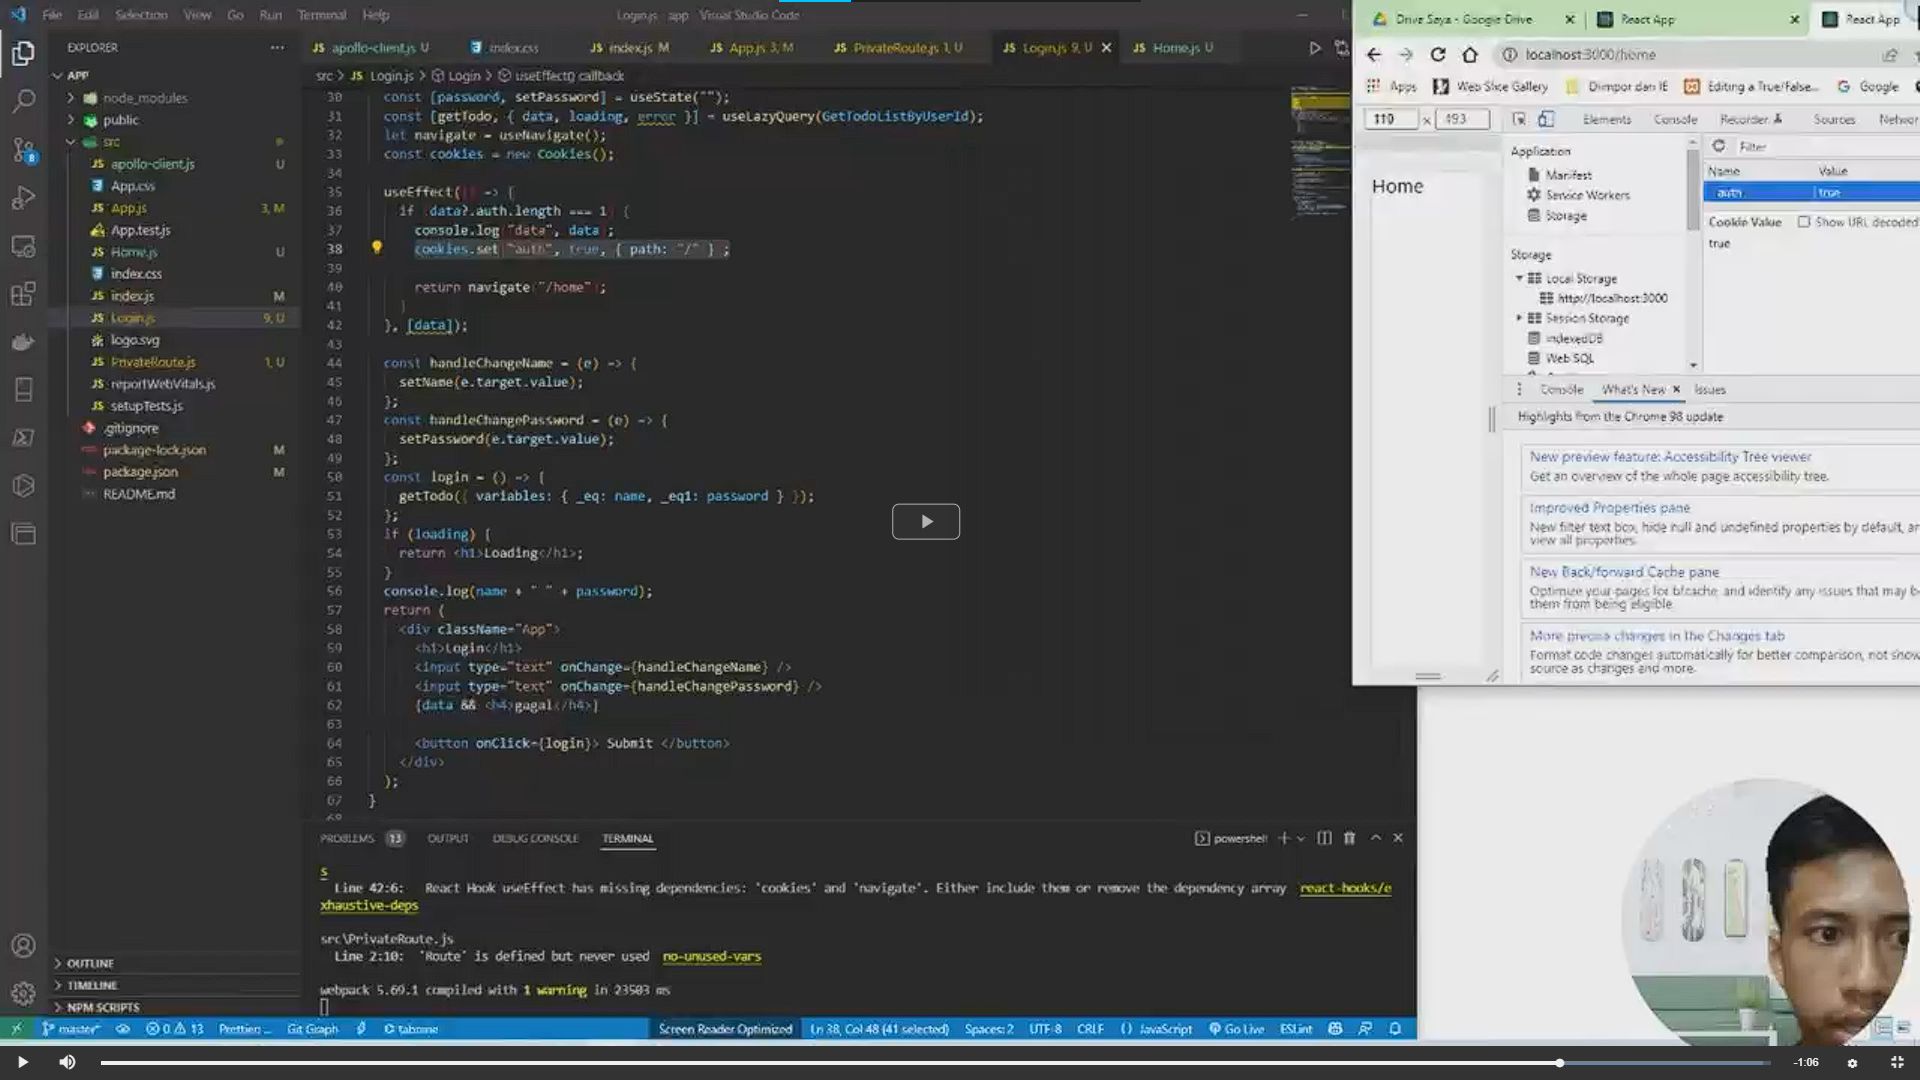 File Edit Selection View Go Run Terminal Help
Login.js app Visual Studio Code
EXPLORER
APP
node_modules
public
src
apollo-client.js U
App.css
App.js 3, M
App.test.js
Home.js U
index.css
index.js M
Login.js 9, U
logo.svg
PrivateRoute.js 1, U
reportWebVitals.js
setupTests.js
.gitignore
package-lock.json M
package.json M
README.md
OUTLINE
TIMELINE
NPM SCRIPTS
apollo-client.js U index.css index.js M App.js 3, M PrivateRoute.js 1, U Login.js 9, U Home.js U
src > Login.js > Login > useEffect() callback
30 const [password, setPassword] = useState("");
31 const [getTodo, { data, loading, error }] = useLazyQuery(GetTodoListByUserId);
32 let navigate = useNavigate();
33 const cookies = new Cookies();
34
35 useEffect(() => {
36 if (data?.auth.length === 1) {
37 console.log("data", data);
38 cookies.set("auth", true, { path: "/" });
39
40 return navigate("/home");
41 }
42 }, [data]);
43
44 const handleChangeName = (e) => {
45 setName(e.target.value);
46 };
47 const handleChangePassword = (e) => {
48 setPassword(e.target.value);
49 };
50 const login = () => {
51 getTodo({ variables: { _eq: name, _eq1: password } });
52 };
53 if (loading) {
54 return <h1>Loading</h1>;
55 }
56 console.log(name + " " + password);
57 return (
58 <div className="App">
59 <h1>Login</h1>
60 <input type="text" onChange={handleChangeName} />
61 <input type="text" onChange={handleChangePassword} />
62 {data && <h4>gagal</h4>}
63
64 <button onClick={login}> Submit </button>
65 </div>
66 );
67 }
68
PROBLEMS 13 OUTPUT DEBUG CONSOLE TERMINAL
powershell
s
Line 42:6: React Hook useEffect has missing dependencies: 'cookies' and 'navigate'. Either include them or remove the dependency array react-hooks/e
xhaustive-deps
src\PrivateRoute.js
Line 2:10: 'Route' is defined but never used no-unused-vars
webpack 5.69.1 compiled with 1 warning in 23503 ms
master* 0 13 Prettier Git Graph tabnine Screen Reader Optimized Ln 38, Col 48 (41 selected) Spaces: 2 UTF-8 CRLF JavaScript Go Live ESLint
Drive Saya - Google Drive React App React App
localhost:3000/home
Apps Web Slice Gallery Diimpor dari IE Editing a True/False... Google
110 × 493
Elements Console Recorder Sources Networ
Home
Application
Manifest
Service Workers
Storage
Storage
Local Storage
http://localhost:3000
Session Storage
IndexedDB
Web SQL
Filter
Name Value
auth true
Cookie Value Show URL decoded
true
Console What's New Issues
Highlights from the Chrome 98 update
New preview feature: Accessibility Tree viewer
Get an overview of the whole page accessibility tree.
Improved Properties pane
New filter text box, hide null and undefined properties by default, an
view all properties.
New Back/forward Cache pane
Optimize your pages for bfcache, and identify any issues that may b
them from being eligible.
More precise changes in the Changes tab
Format code changes automatically for better comparison, not show
source as changes and more.
-1:06